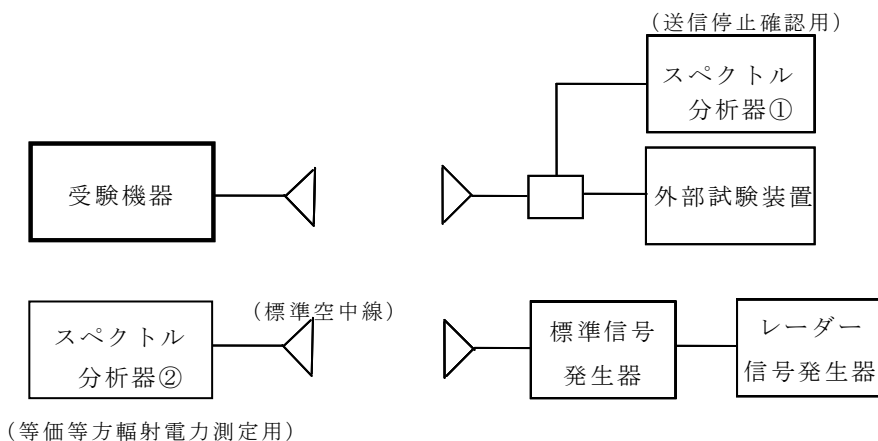 (送信停止確認用)
スペクトル
分析器①
受験機器
外部試験装置
スペクトル
分析器②
(標準空中線)
標準信号
発生器
レーダー
信号発生器
(等価等方輻射電力測定用)